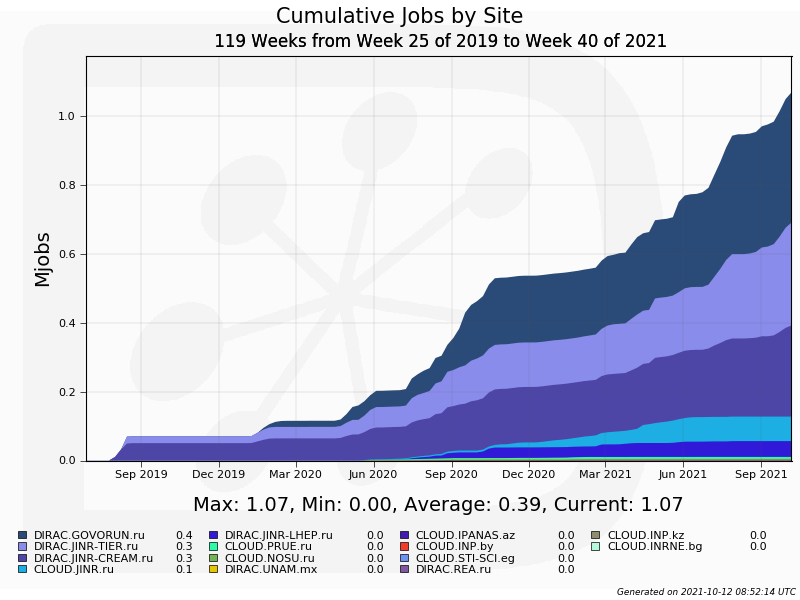 Cumulative Jobs by Site
119 Weeks from Week 25 of 2019 to Week 40 of 2021
Mjobs
1.0
0.8
0.6
0.4
0.2
0.0
Sep 2019 Dec 2019 Mar 2020 Jun 2020 Sep 2020 Dec 2020 Mar 2021 Jun 2021 Sep 2021
Max: 1.07, Min: 0.00, Average: 0.39, Current: 1.07
DIRAC.GOVORUN.ru 0.4 DIRAC.JINR-LHEP.ru 0.0 CLOUD.IPANAS.az 0.0 CLOUD.INP.kz 0.0
DIRAC.JINR-TIER.ru 0.3 CLOUD.PRUE.ru 0.0 CLOUD.INP.by 0.0 CLOUD.INRNE.bg 0.0
DIRAC.JINR-CREAM.ru 0.3 CLOUD.NOSU.ru 0.0 CLOUD.STI-SCI.eg 0.0
CLOUD.JINR.ru 0.1 DIRAC.UNAM.mx 0.0 DIRAC.REA.ru 0.0
Generated on 2021-10-12 08:52:14 UTC